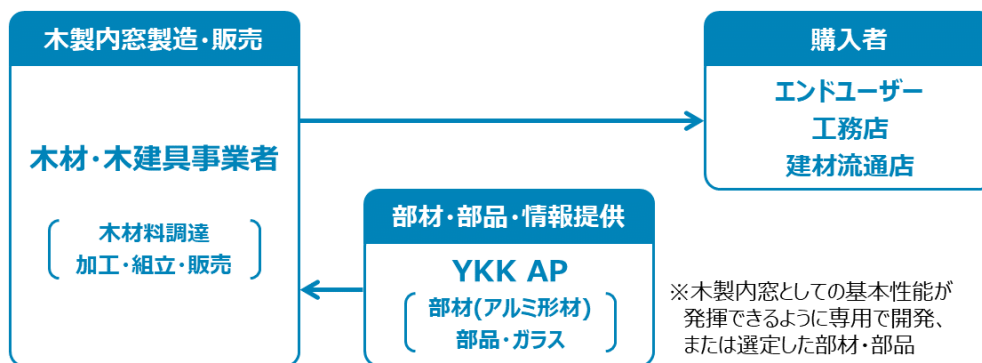 木製内窓製造・販売
木材・木建具事業者
木材料調達
加工・組立・販売
部材・部品・情報提供
YKK AP
部材(アルミ形材)
部品・ガラス
購入者
エンドユーザー
工務店
建材流通店
※木製内窓としての基本性能が
発揮できるように専用で開発、
または選定した部材・部品